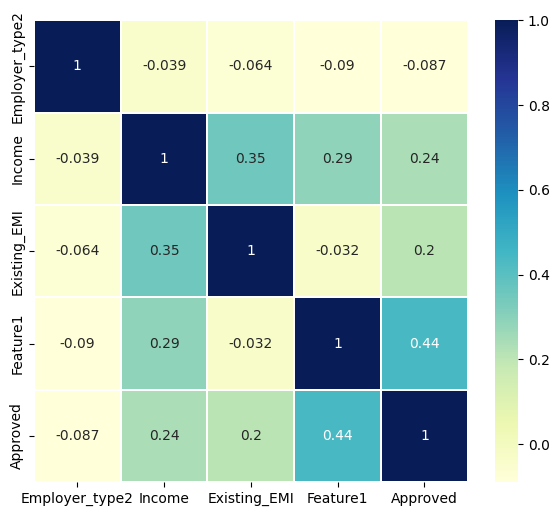 Employer_type2 1 -0.039 -0.064 -0.09 -0.087
Income -0.039 1 0.35 0.29 0.24
Existing_EMI -0.064 0.35 1 -0.032 0.2
Feature1 -0.09 0.29 -0.032 1 0.44
Approved -0.087 0.24 0.2 0.44 1
Employer_type2 Income Existing_EMI Feature1 Approved
1.0
0.8
0.6
0.4
0.2
0.0